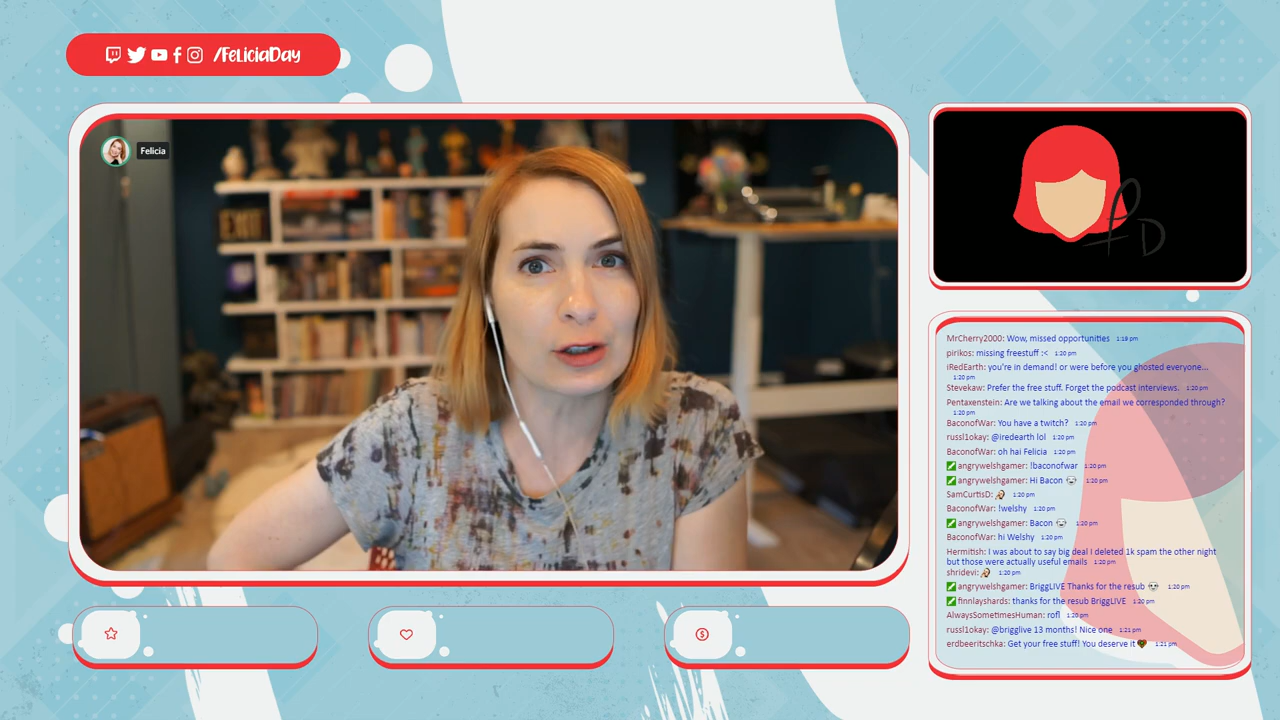 /FeliciaDay
Felicia
EXIT
FD
MrCherry2000: Wow, missed opportunities 1:19 pm
pirikos: missing freestuff :< 1:20 pm
iRedEarth: you're in demand! or were before you ghosted everyone...
1:20 pm
Stevekaw: Prefer the free stuff. Forget the podcast interviews. 1:20 pm
Pentaxenstein: Are we talking about the email we corresponded through?
1:20 pm
BaconofWar: You have a twitch? 1:20 pm
russl1okay: @iredearth lol 1:20 pm
BaconofWar: oh hai Felicia 1:20 pm
angrywelshgamer: !baconofwar 1:20 pm
angrywelshgamer: Hi Bacon 1:20 pm
SamCurtisD: 1:20 pm
BaconofWar: !welshy 1:20 pm
angrywelshgamer: Bacon 1:20 pm
BaconofWar: hi Welshy 1:20 pm
Hermitish: I was about to say big deal I deleted 1k spam the other night
but those were actually useful emails 1:20 pm
shridevi: 1:20 pm
angrywelshgamer: BriggLIVE Thanks for the resub 1:20 pm
finnlayshards: thanks for the resub BriggLIVE 1:20 pm
AlwaysSometimesHuman: rofl 1:20 pm
russl1okay: @brigglive 13 months! Nice one 1:21 pm
erdbeeritschka: Get your free stuff! You deserve it 1:21 pm